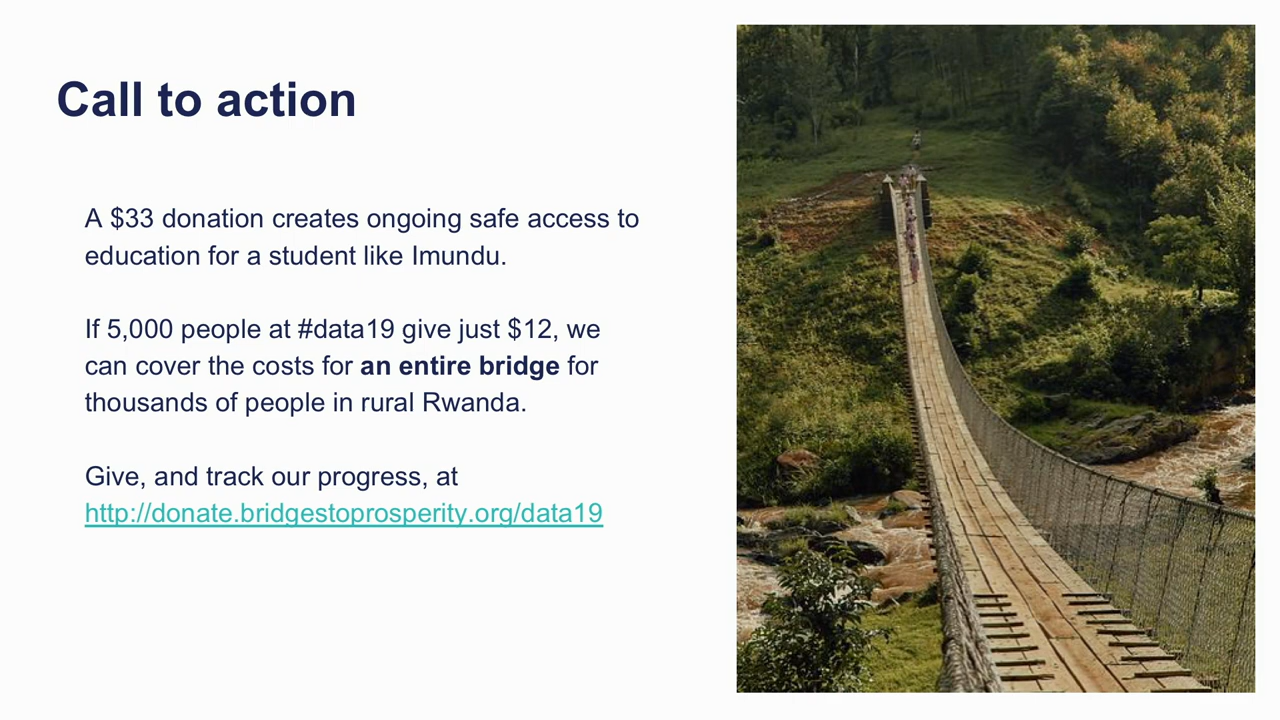 Call to action
A $33 donation creates ongoing safe access to
education for a student like Imundu.
If 5,000 people at #data19 give just $12, we
can cover the costs for an entire bridge for
thousands of people in rural Rwanda.
Give, and track our progress, at
http://donate.bridgestoprosperity.org/data19